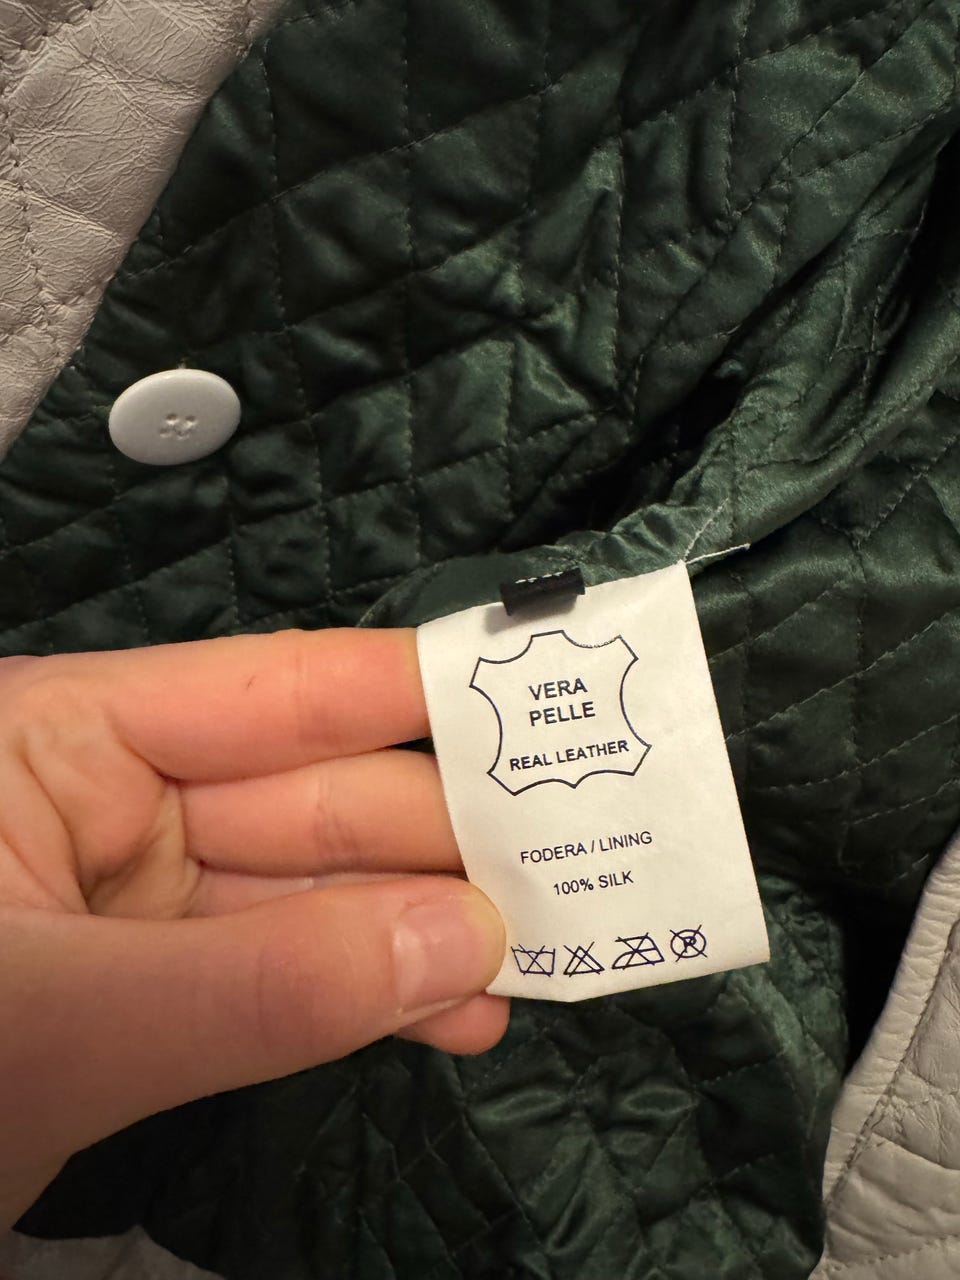 VERA
PELLE
REAL LEATHER
FODERA / LINING
100% SILK
R